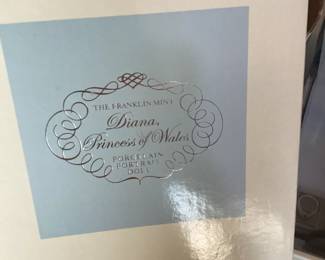 THE FRANKLIN MINT
Diana,
Princess of Wales
PORCELAIN
PORTRAIT
DOLL